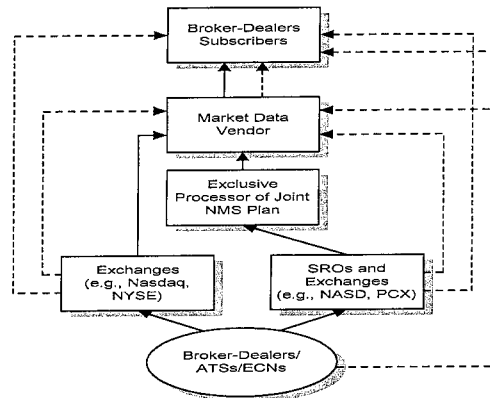 Broker-Dealers
Subscribers
Market Data
Vendor
Exclusive
Processor of Joint
NMS Plan
Exchanges
(e.g., Nasdaq,
NYSE)
SROs and
Exchanges
(e.g., NASD, PCX)
Broker-Dealers/
ATSs/ECNs